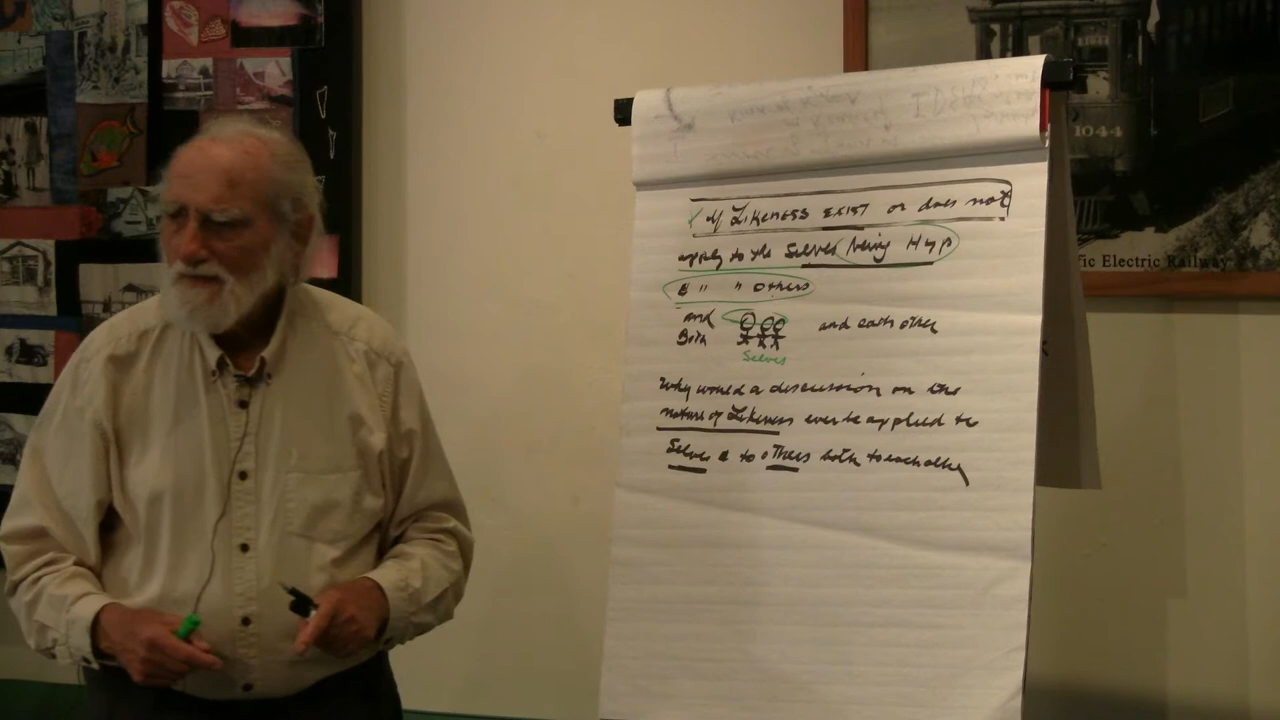 ✓ If Likeness exist or does not
apply to the Selves being Hyp
& " " others
and
Both
and each other
Selves
Why would a discussion on the
nature of Likeness ever be applied to
Selves & to others both to each other
1044
fic Electric Railway